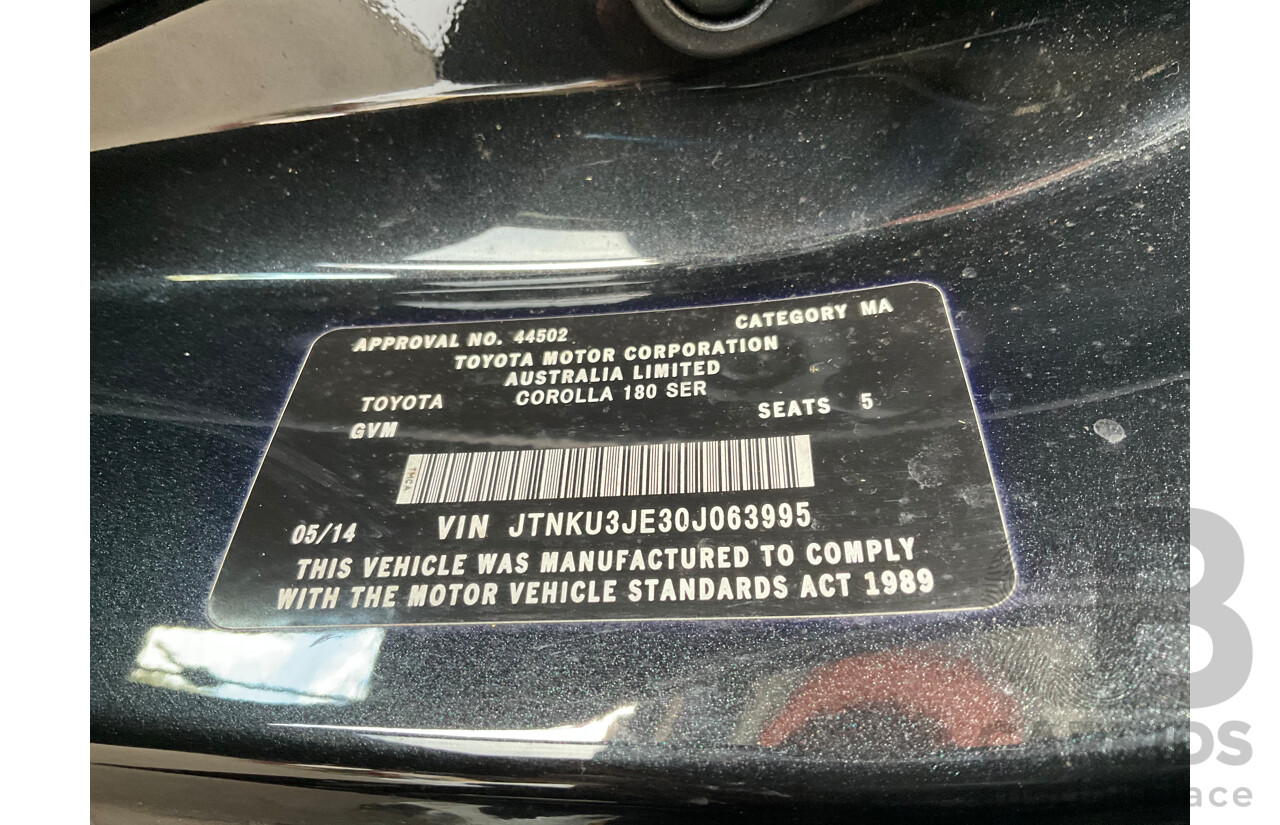 APPROVAL NO. 44502 CATEGORY MA
TOYOTA MOTOR CORPORATION
AUSTRALIA LIMITED
TOYOTA COROLLA 180 SER
GVM SEATS 5
TMCA
05/14 VIN JTNKU3JE30J063995
THIS VEHICLE WAS MANUFACTURED TO COMPLY
WITH THE MOTOR VEHICLE STANDARDS ACT 1989